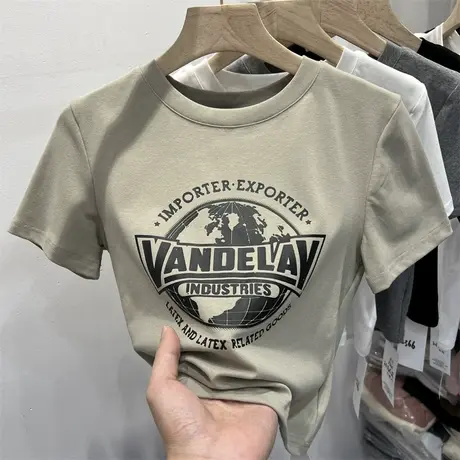 IMPORTER·EXPORTER
VANDELAY
INDUSTRIES
LATEX AND LATEX RELATED GOODS